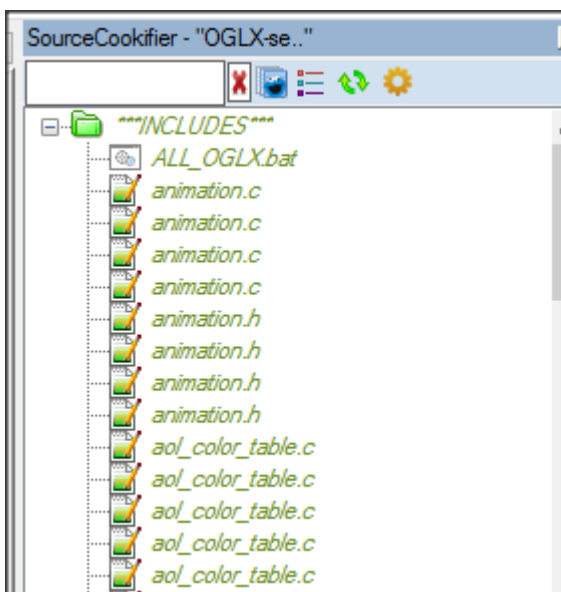 SourceCookifier - "OGLX-se.."
***INCLUDES***
ALL_OGLX.bat
animation.c
animation.c
animation.c
animation.c
animation.h
animation.h
animation.h
animation.h
aol_color_table.c
aol_color_table.c
aol_color_table.c
aol_color_table.c
aol_color_table.c